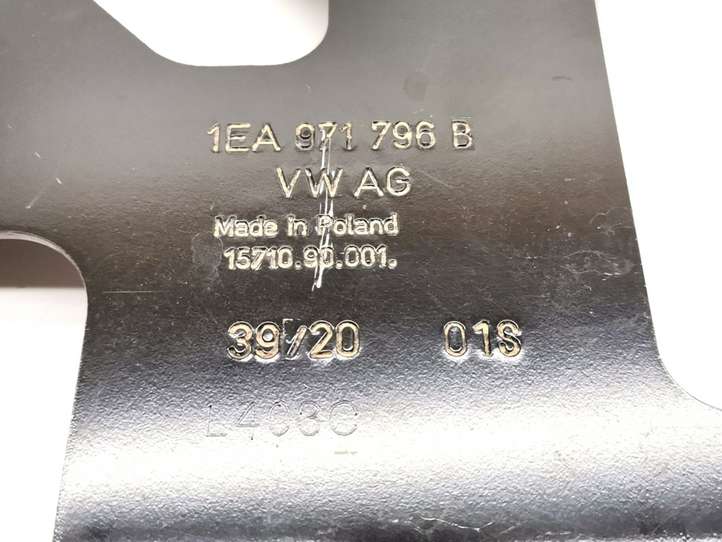 1EA 971 796 B
VW AG
Made in Poland
15710.90.001.
39/20 01S